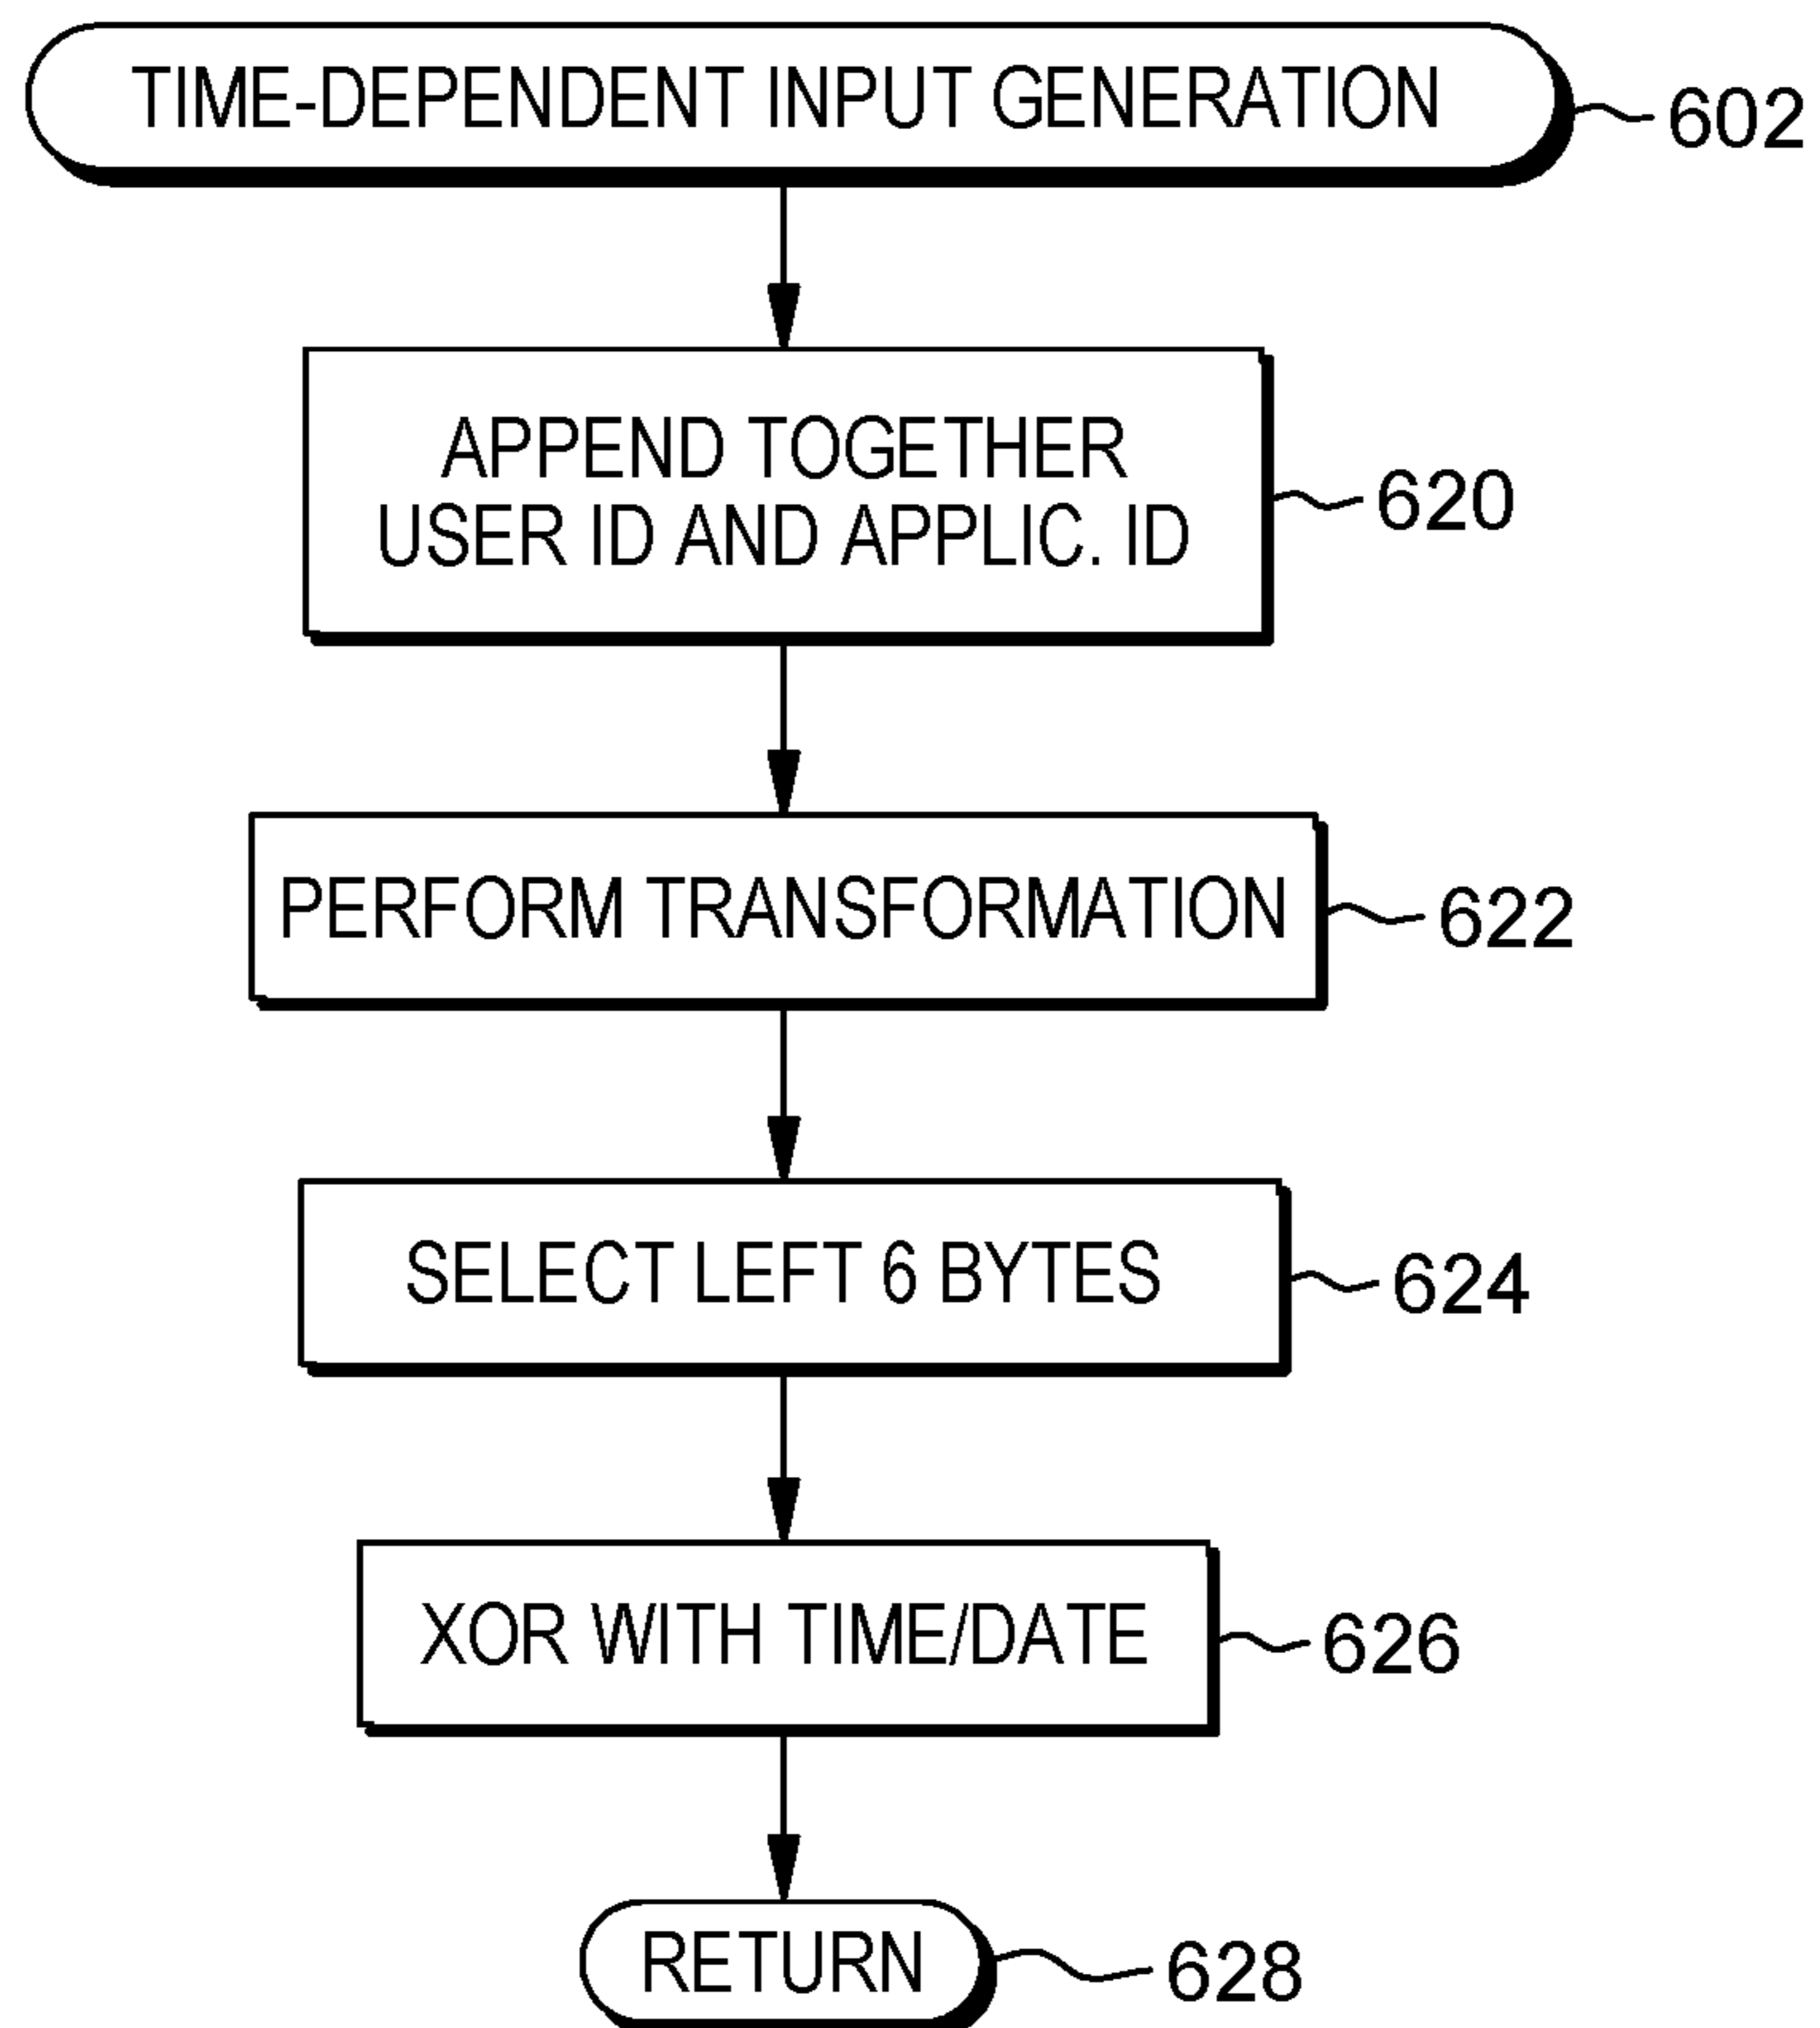 TIME-DEPENDENT INPUT GENERATION
602
APPEND TOGETHER
USER ID AND APPLIC. ID
620
PERFORM TRANSFORMATION
622
SELECT LEFT 6 BYTES
624
XOR WITH TIME/DATE
626
RETURN
628